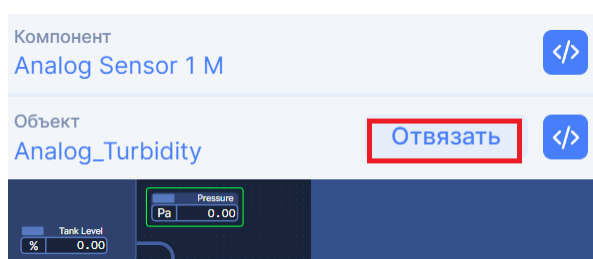 Компонент
Analog Sensor 1 M
</>
Объект
Analog_Turbidity
Отвязать
</>
Pressure
Pa 0.00
Tank Level
% 0.00